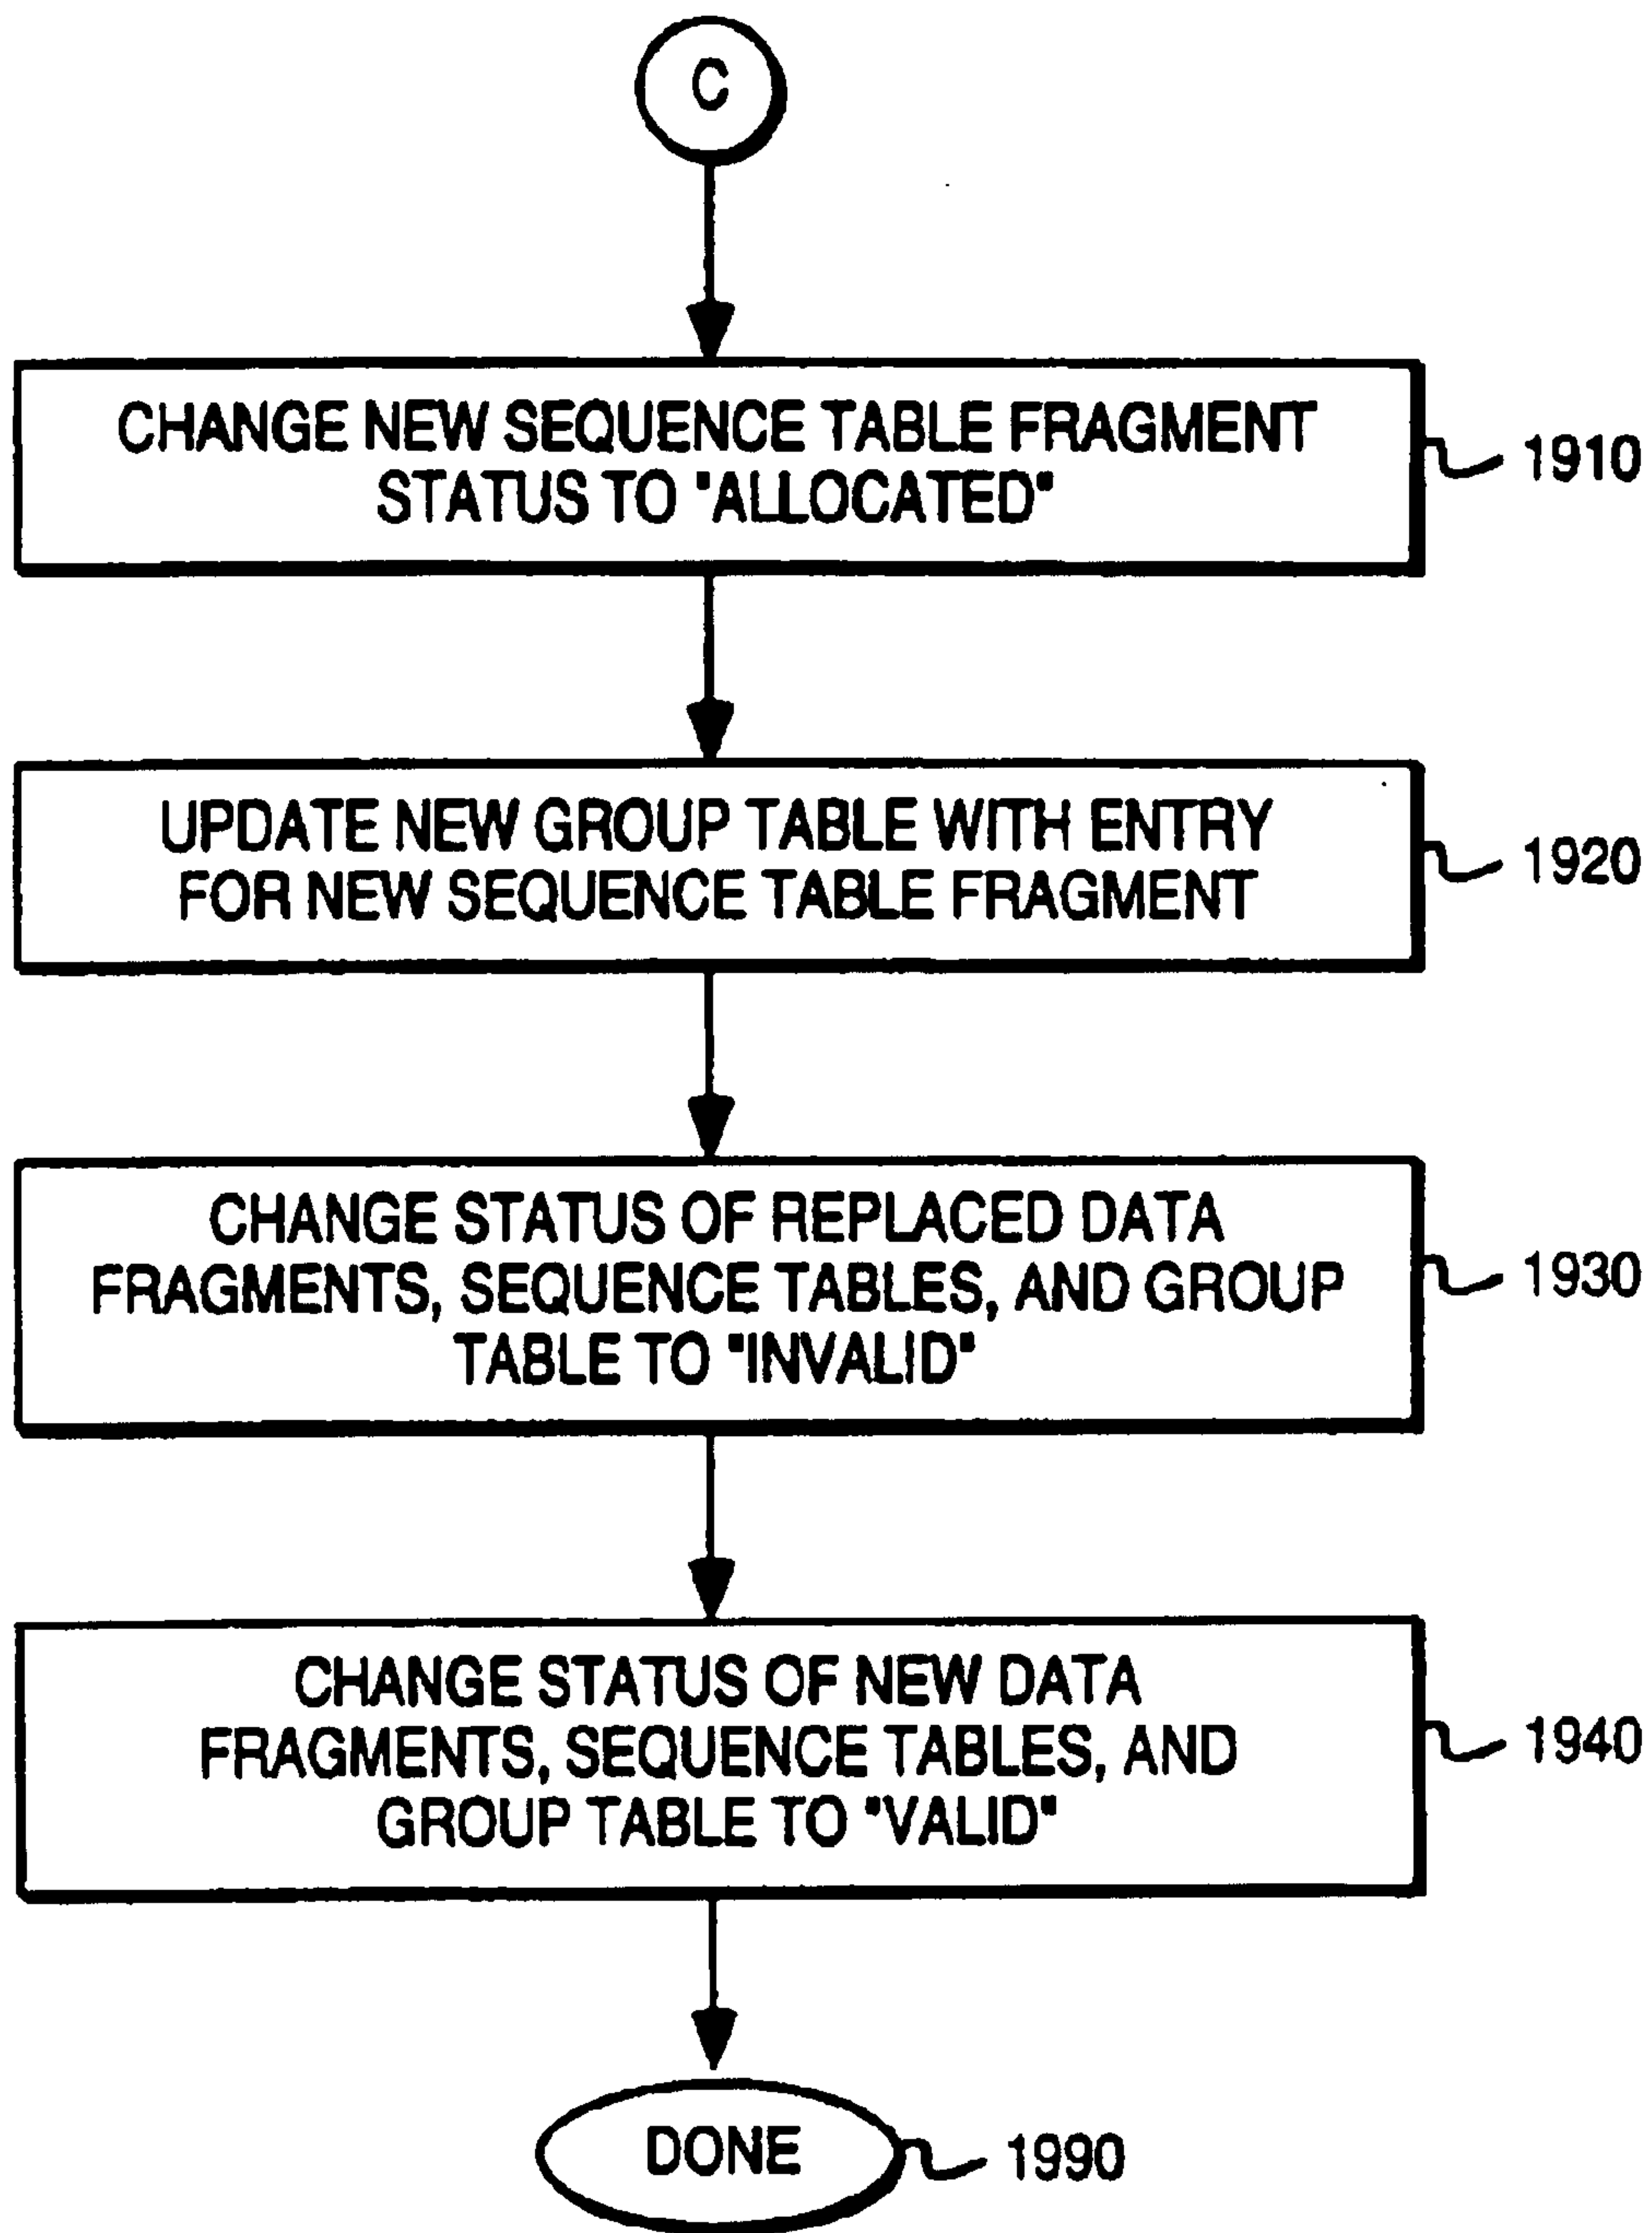 C
CHANGE NEW SEQUENCE TABLE FRAGMENT
STATUS TO "ALLOCATED"
1910
UPDATE NEW GROUP TABLE WITH ENTRY
FOR NEW SEQUENCE TABLE FRAGMENT
1920
CHANGE STATUS OF REPLACED DATA
FRAGMENTS, SEQUENCE TABLES, AND GROUP
TABLE TO "INVALID"
1930
CHANGE STATUS OF NEW DATA
FRAGMENTS, SEQUENCE TABLES, AND
GROUP TABLE TO "VALID"
1940
DONE
1990